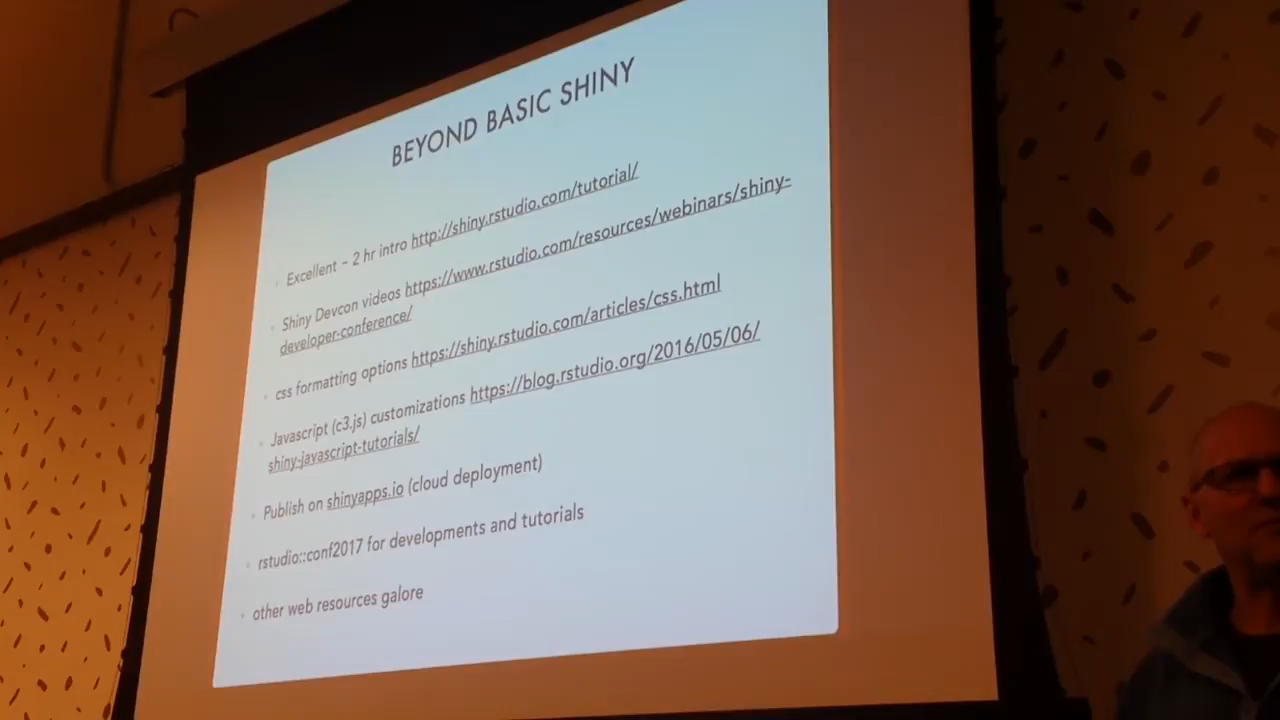 BEYOND BASIC SHINY
Excellent – 2 hr intro http://shiny.rstudio.com/tutorial/
Shiny Devcon videos https://www.rstudio.com/resources/webinars/shiny-
developer-conference/
css formatting options https://shiny.rstudio.com/articles/css.html
Javascript (c3.js) customizations https://blog.rstudio.org/2016/05/06/
shiny-javascript-tutorials/
Publish on shinyapps.io (cloud deployment)
rstudio::conf2017 for developments and tutorials
other web resources galore